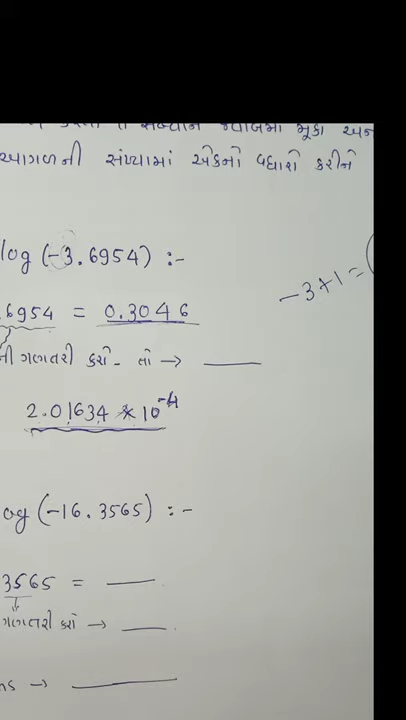 આગળની સંખ્યામાં એકનો વધારો કરીને
log (-3.6954) :-
-3+1=
6954 = 0.3046
ની ગણતરી કરો- તો →
2.01634 * 10⁻⁴
og (-16.3565) :-
3565 =
ગણતરી કરો →
ns →